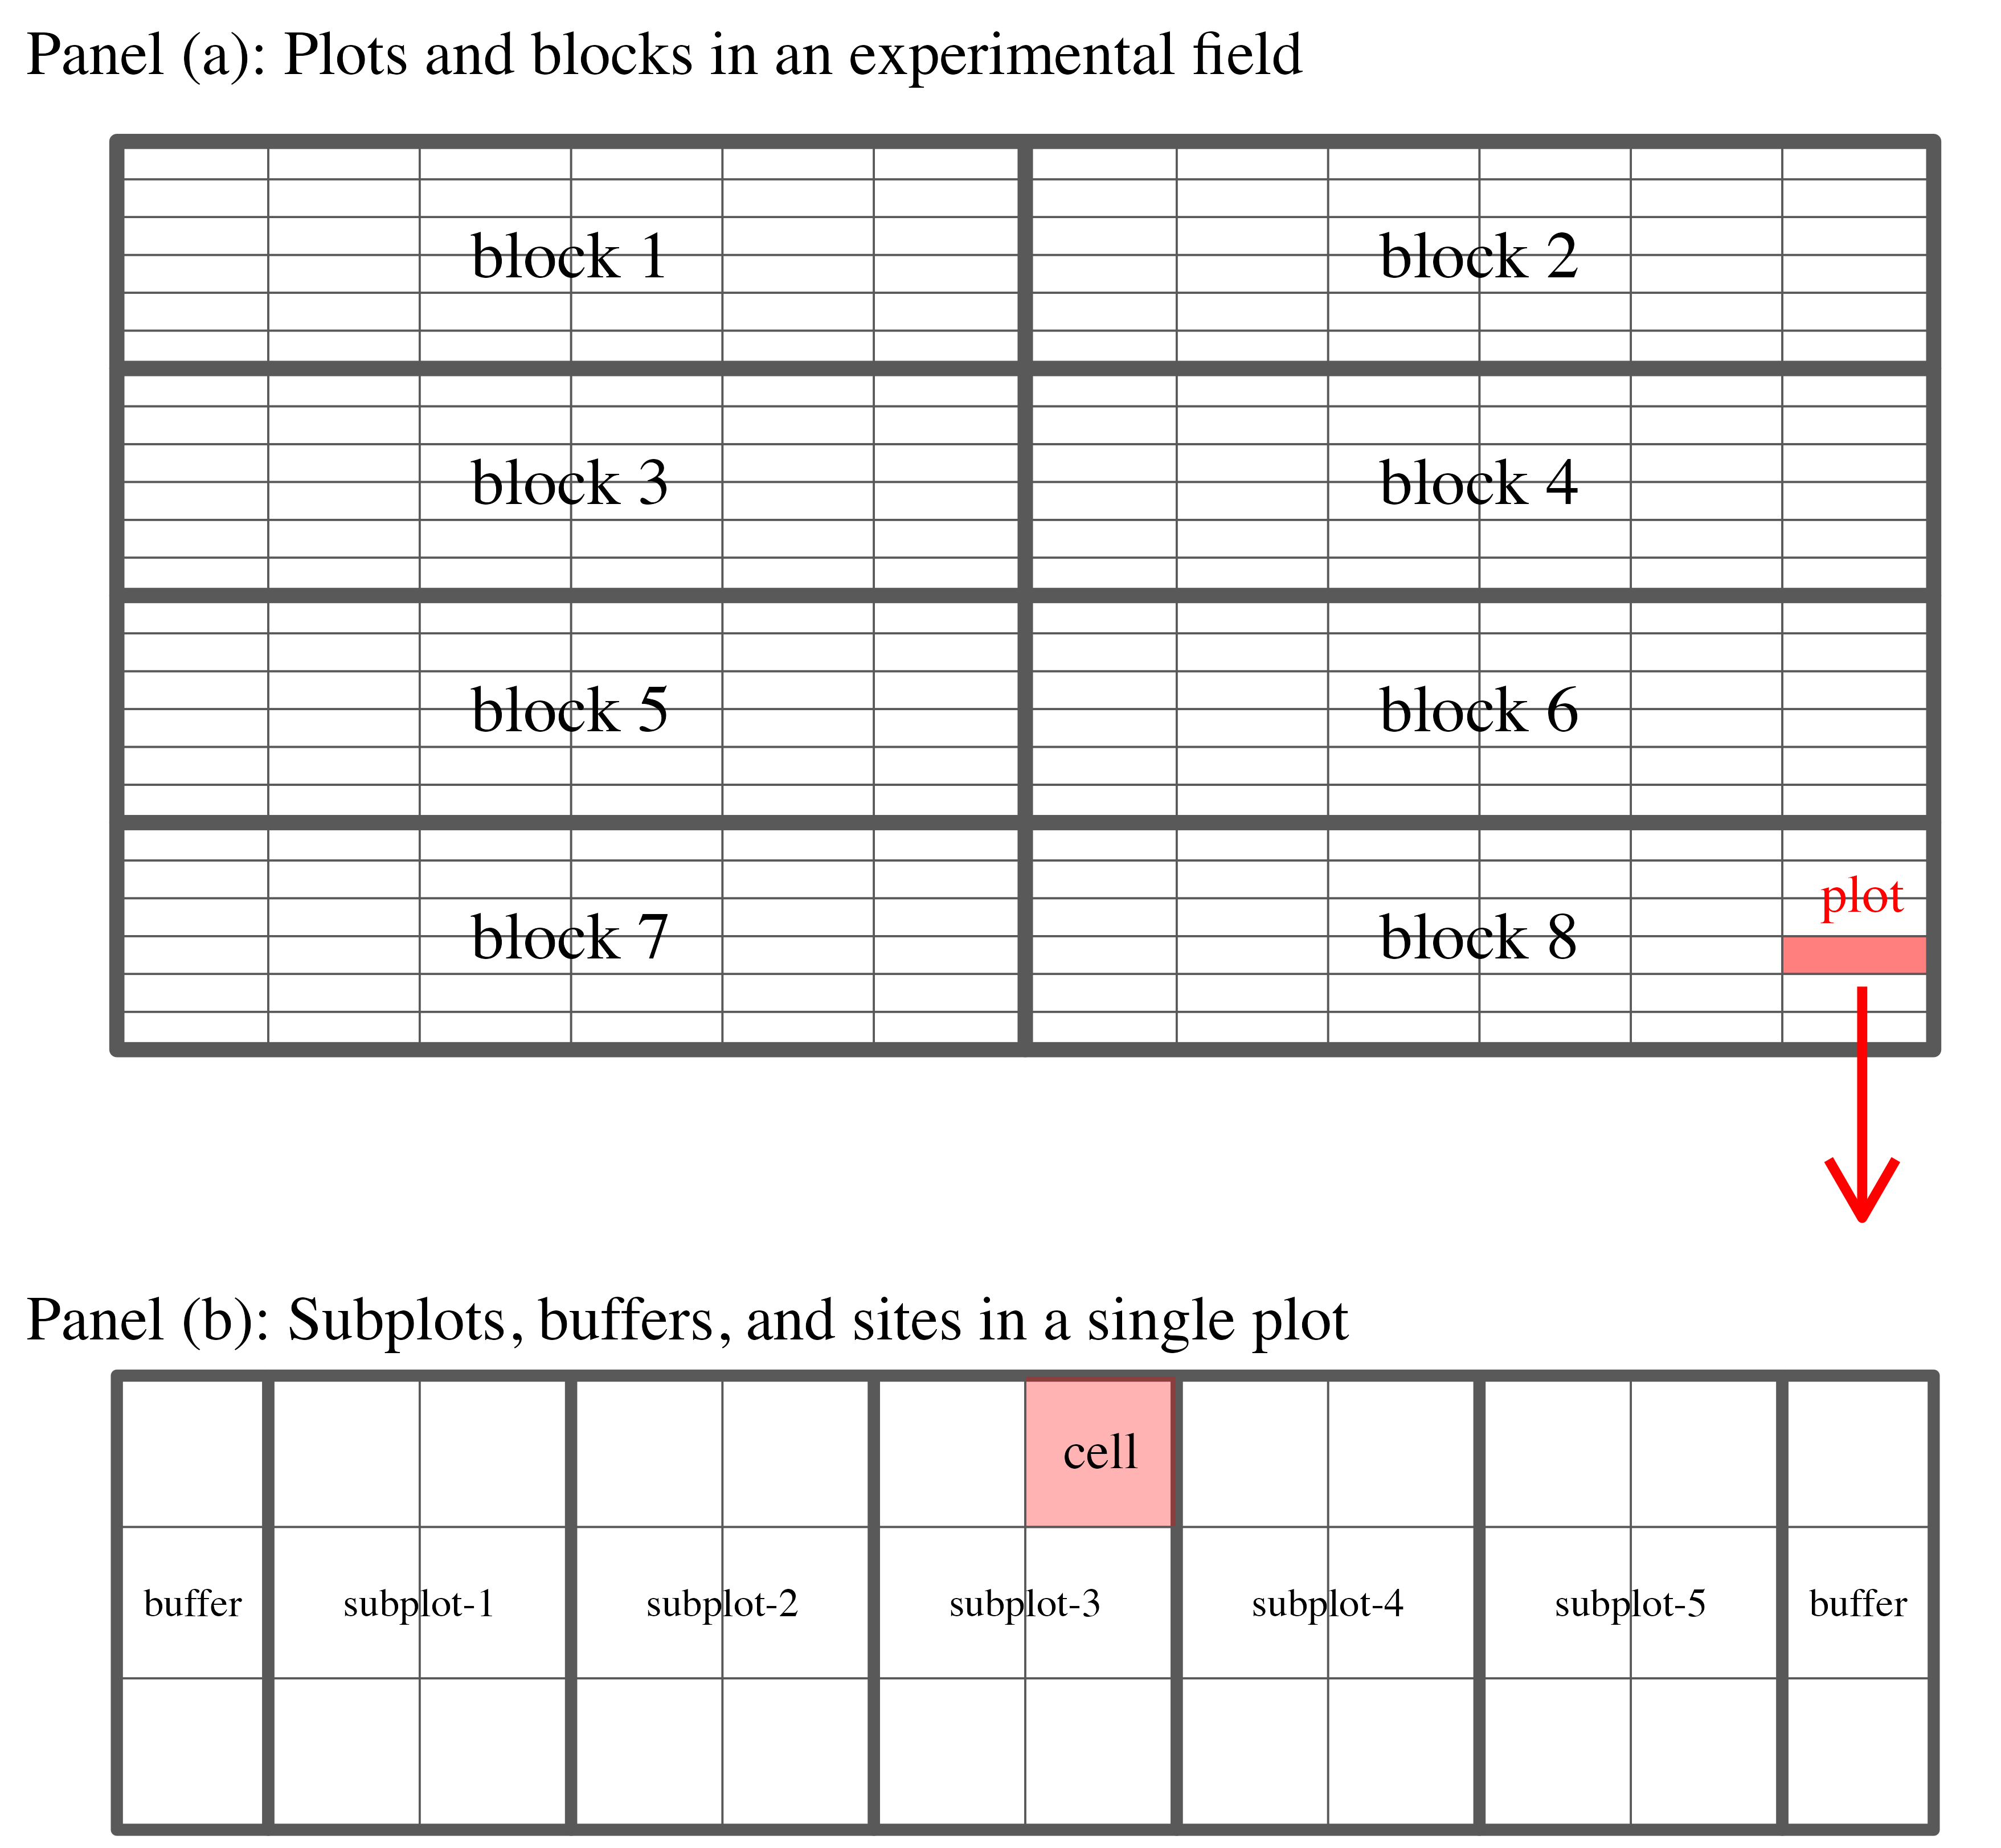 Panel (a): Plots and blocks in an experimental field
block 1
block 2
block 3
block 4
block 5
block 6
block 7
block 8
plot
Panel (b): Subplots, buffers, and sites in a single plot
cell
buffer
subplot-1
subplot-2
subplot-3
subplot-4
subplot-5
buffer